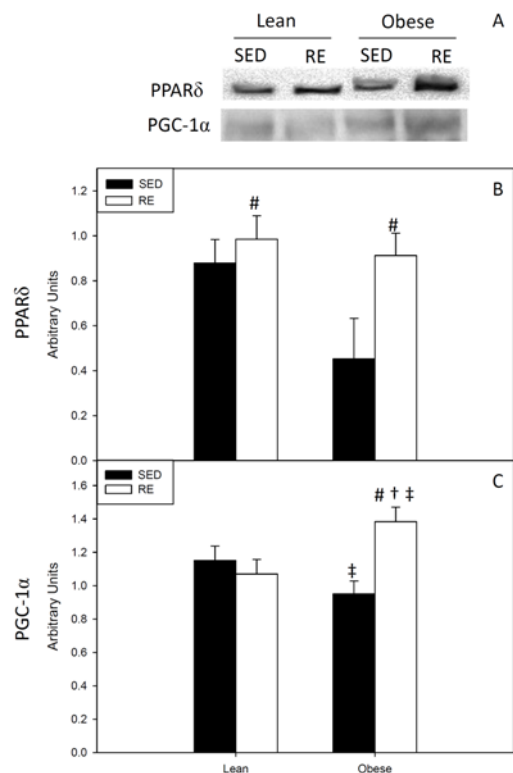 Lean Obese A
SED RE SED RE
PPARδ
PGC-1α
SED B
RE
# #
1.2
1.0
0.8
0.6
0.4
0.2
0.0
PPARδ
Arbitrary Units
SED C
RE
# † ‡
‡
1.6
1.4
1.2
1.0
0.8
0.6
0.4
0.2
0.0
PGC-1α
Arbitrary Units
Lean Obese